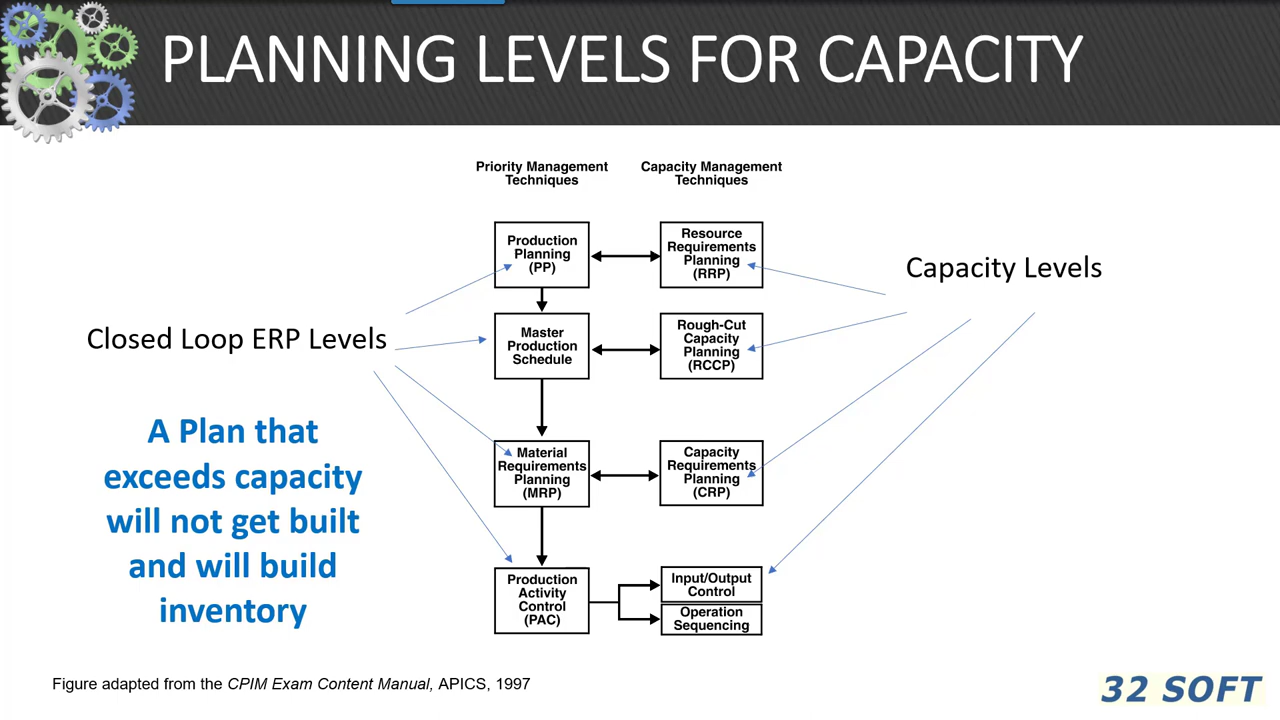 PLANNING LEVELS FOR CAPACITY
Priority Management
Techniques
Capacity Management
Techniques
Production
Planning
(PP)
Resource
Requirements
Planning
(RRP)
Capacity Levels
Closed Loop ERP Levels
Master
Production
Schedule
Rough-Cut
Capacity
Planning
(RCCP)
A Plan that
exceeds capacity
will not get built
and will build
inventory
Material
Requirements
Planning
(MRP)
Capacity
Requirements
Planning
(CRP)
Production
Activity
Control
(PAC)
Input/Output
Control
Operation
Sequencing
Figure adapted from the CPIM Exam Content Manual, APICS, 1997
32 SOFT